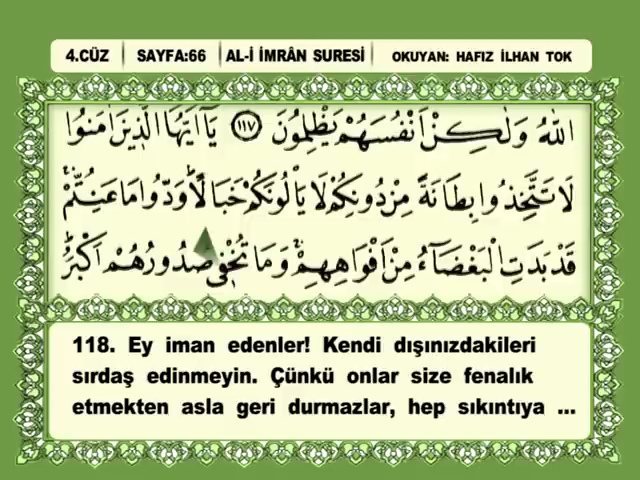 4.CÜZ SAYFA:66 AL-İ İMRÂN SURESİ OKUYAN: HAFIZ İLHAN TOK
اللّٰهُ وَلٰكِنْ اَنْفُسَهُمْ يَظْلِمُونَ ﴿١١٧﴾ يَٓا اَيُّهَا الَّذ۪ينَ اٰمَنُوا
لَا تَتَّخِذُوا بِطَانَةً مِنْ دُونِكُمْ لَا يَأْلُونَكُمْ خَبَالًاۜ وَدُّوا مَا عَنِتُّمْۚ
قَدْ بَدَتِ الْبَغْضَٓاءُ مِنْ اَفْوَاهِهِمْۚ وَمَا تُخْف۪ي صُدُورُهُمْ اَكْبَرُۜ
118. Ey iman edenler! Kendi dışınızdakileri
sırdaş edinmeyin. Çünkü onlar size fenalık
etmekten asla geri durmazlar, hep sıkıntıya ...